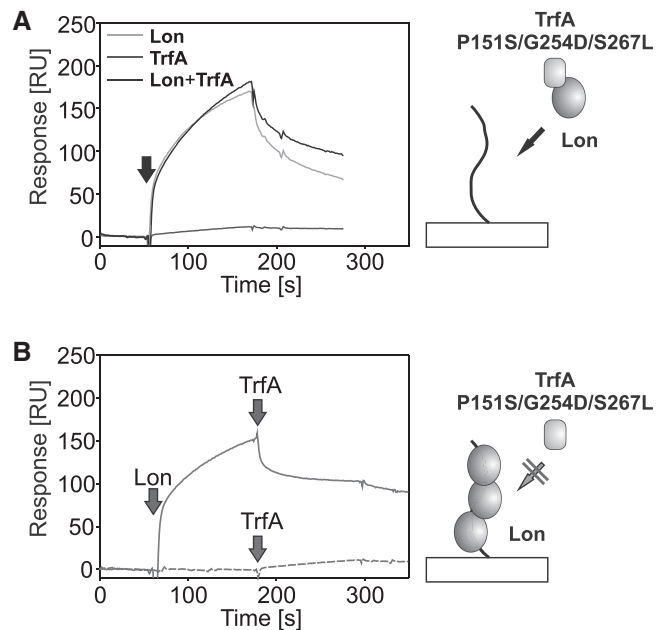 A
Response [RU]
250
200
150
100
50
0
Lon
TrfA
Lon+TrfA
0 100 200 300
Time [s]
TrfA
P151S/G254D/S267L
Lon
B
Response [RU]
250
200
150
100
50
0
TrfA
Lon
TrfA
0 100 200 300
Time [s]
TrfA
P151S/G254D/S267L
Lon